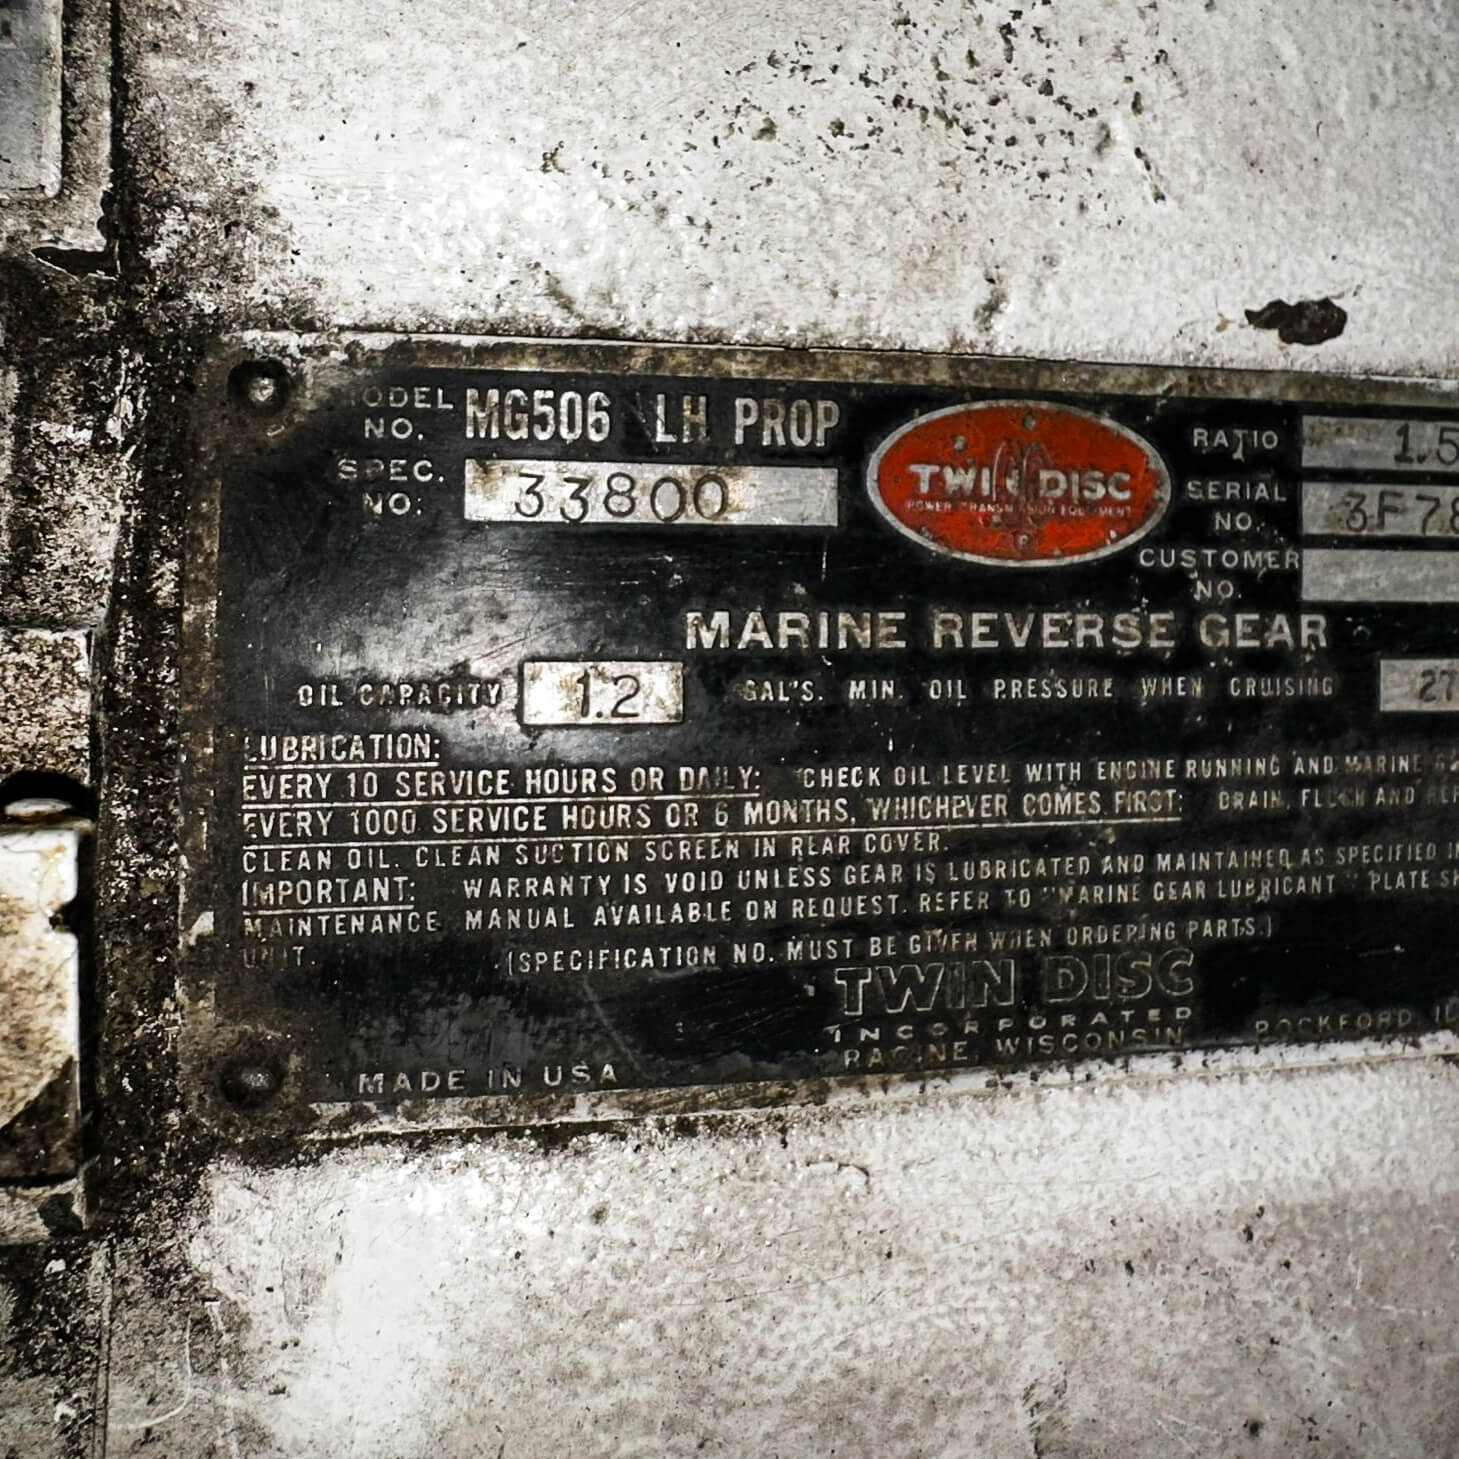 MODEL NO. MG506 LH PROP
SPEC. NO: 33800
TWIN DISC
POWER TRANSMISSION EQUIPMENT
RATIO 1.5
SERIAL NO. 3F78
CUSTOMER NO.
MARINE REVERSE GEAR
OIL CAPACITY 1.2 GAL'S. MIN. OIL PRESSURE WHEN CRUISING 27
LUBRICATION:
EVERY 10 SERVICE HOURS OR DAILY: CHECK OIL LEVEL WITH ENGINE RUNNING AND MARINE
EVERY 1000 SERVICE HOURS OR 6 MONTHS, WHICHEVER COMES FIRST: DRAIN, FLUSH AND
CLEAN OIL. CLEAN SUCTION SCREEN IN REAR COVER.
IMPORTANT: WARRANTY IS VOID UNLESS GEAR IS LUBRICATED AND MAINTAINED AS SPECIFIED
MAINTENANCE MANUAL AVAILABLE ON REQUEST. REFER TO "MARINE GEAR LUBRICANT" PLATE
UNIT. (SPECIFICATION NO. MUST BE GIVEN WHEN ORDERING PARTS.)
TWIN DISC
INCORPORATED
RACINE, WISCONSIN ROCKFORD
MADE IN USA